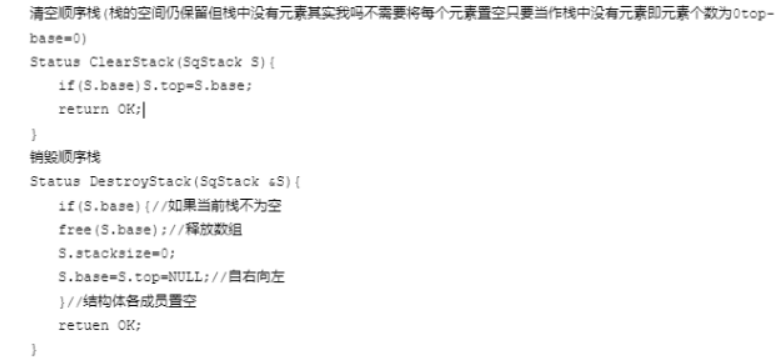 清空顺序栈(栈的空间仍保留但栈中没有元素其实我吗不需要将每个元素置空只要当作栈中没有元素即元素个数为0top-
base=0)
Status ClearStack(SqStack S){
if(S.base)S.top=S.base;
return OK;
}
销毁顺序栈
Status DestroyStack(SqStack &S){
if(S.base){//如果当前栈不为空
free(S.base);//释放数组
S.stacksize=0;
S.base=S.top=NULL;//自右向左
}//结构体各成员置空
retuen OK;
}